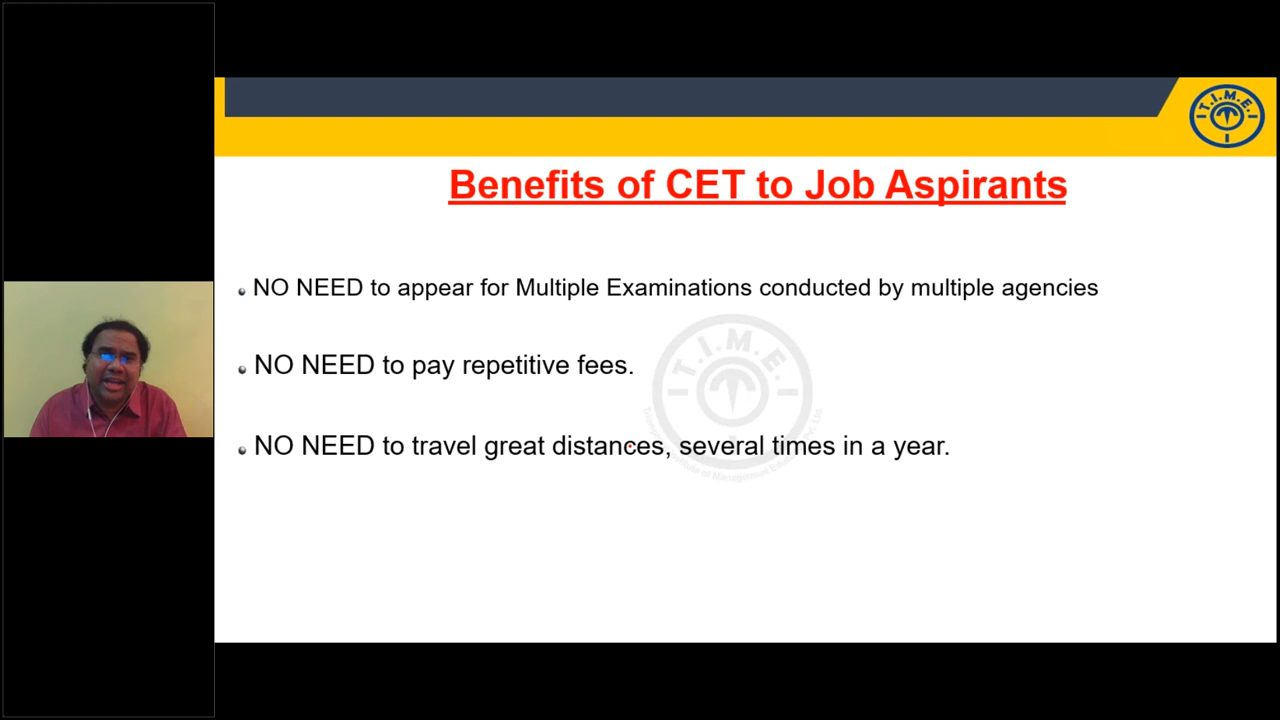 T.I.M.E.
Benefits of CET to Job Aspirants
NO NEED to appear for Multiple Examinations conducted by multiple agencies
NO NEED to pay repetitive fees.
T.I.M.E.
NO NEED to travel great distances, several times in a year.